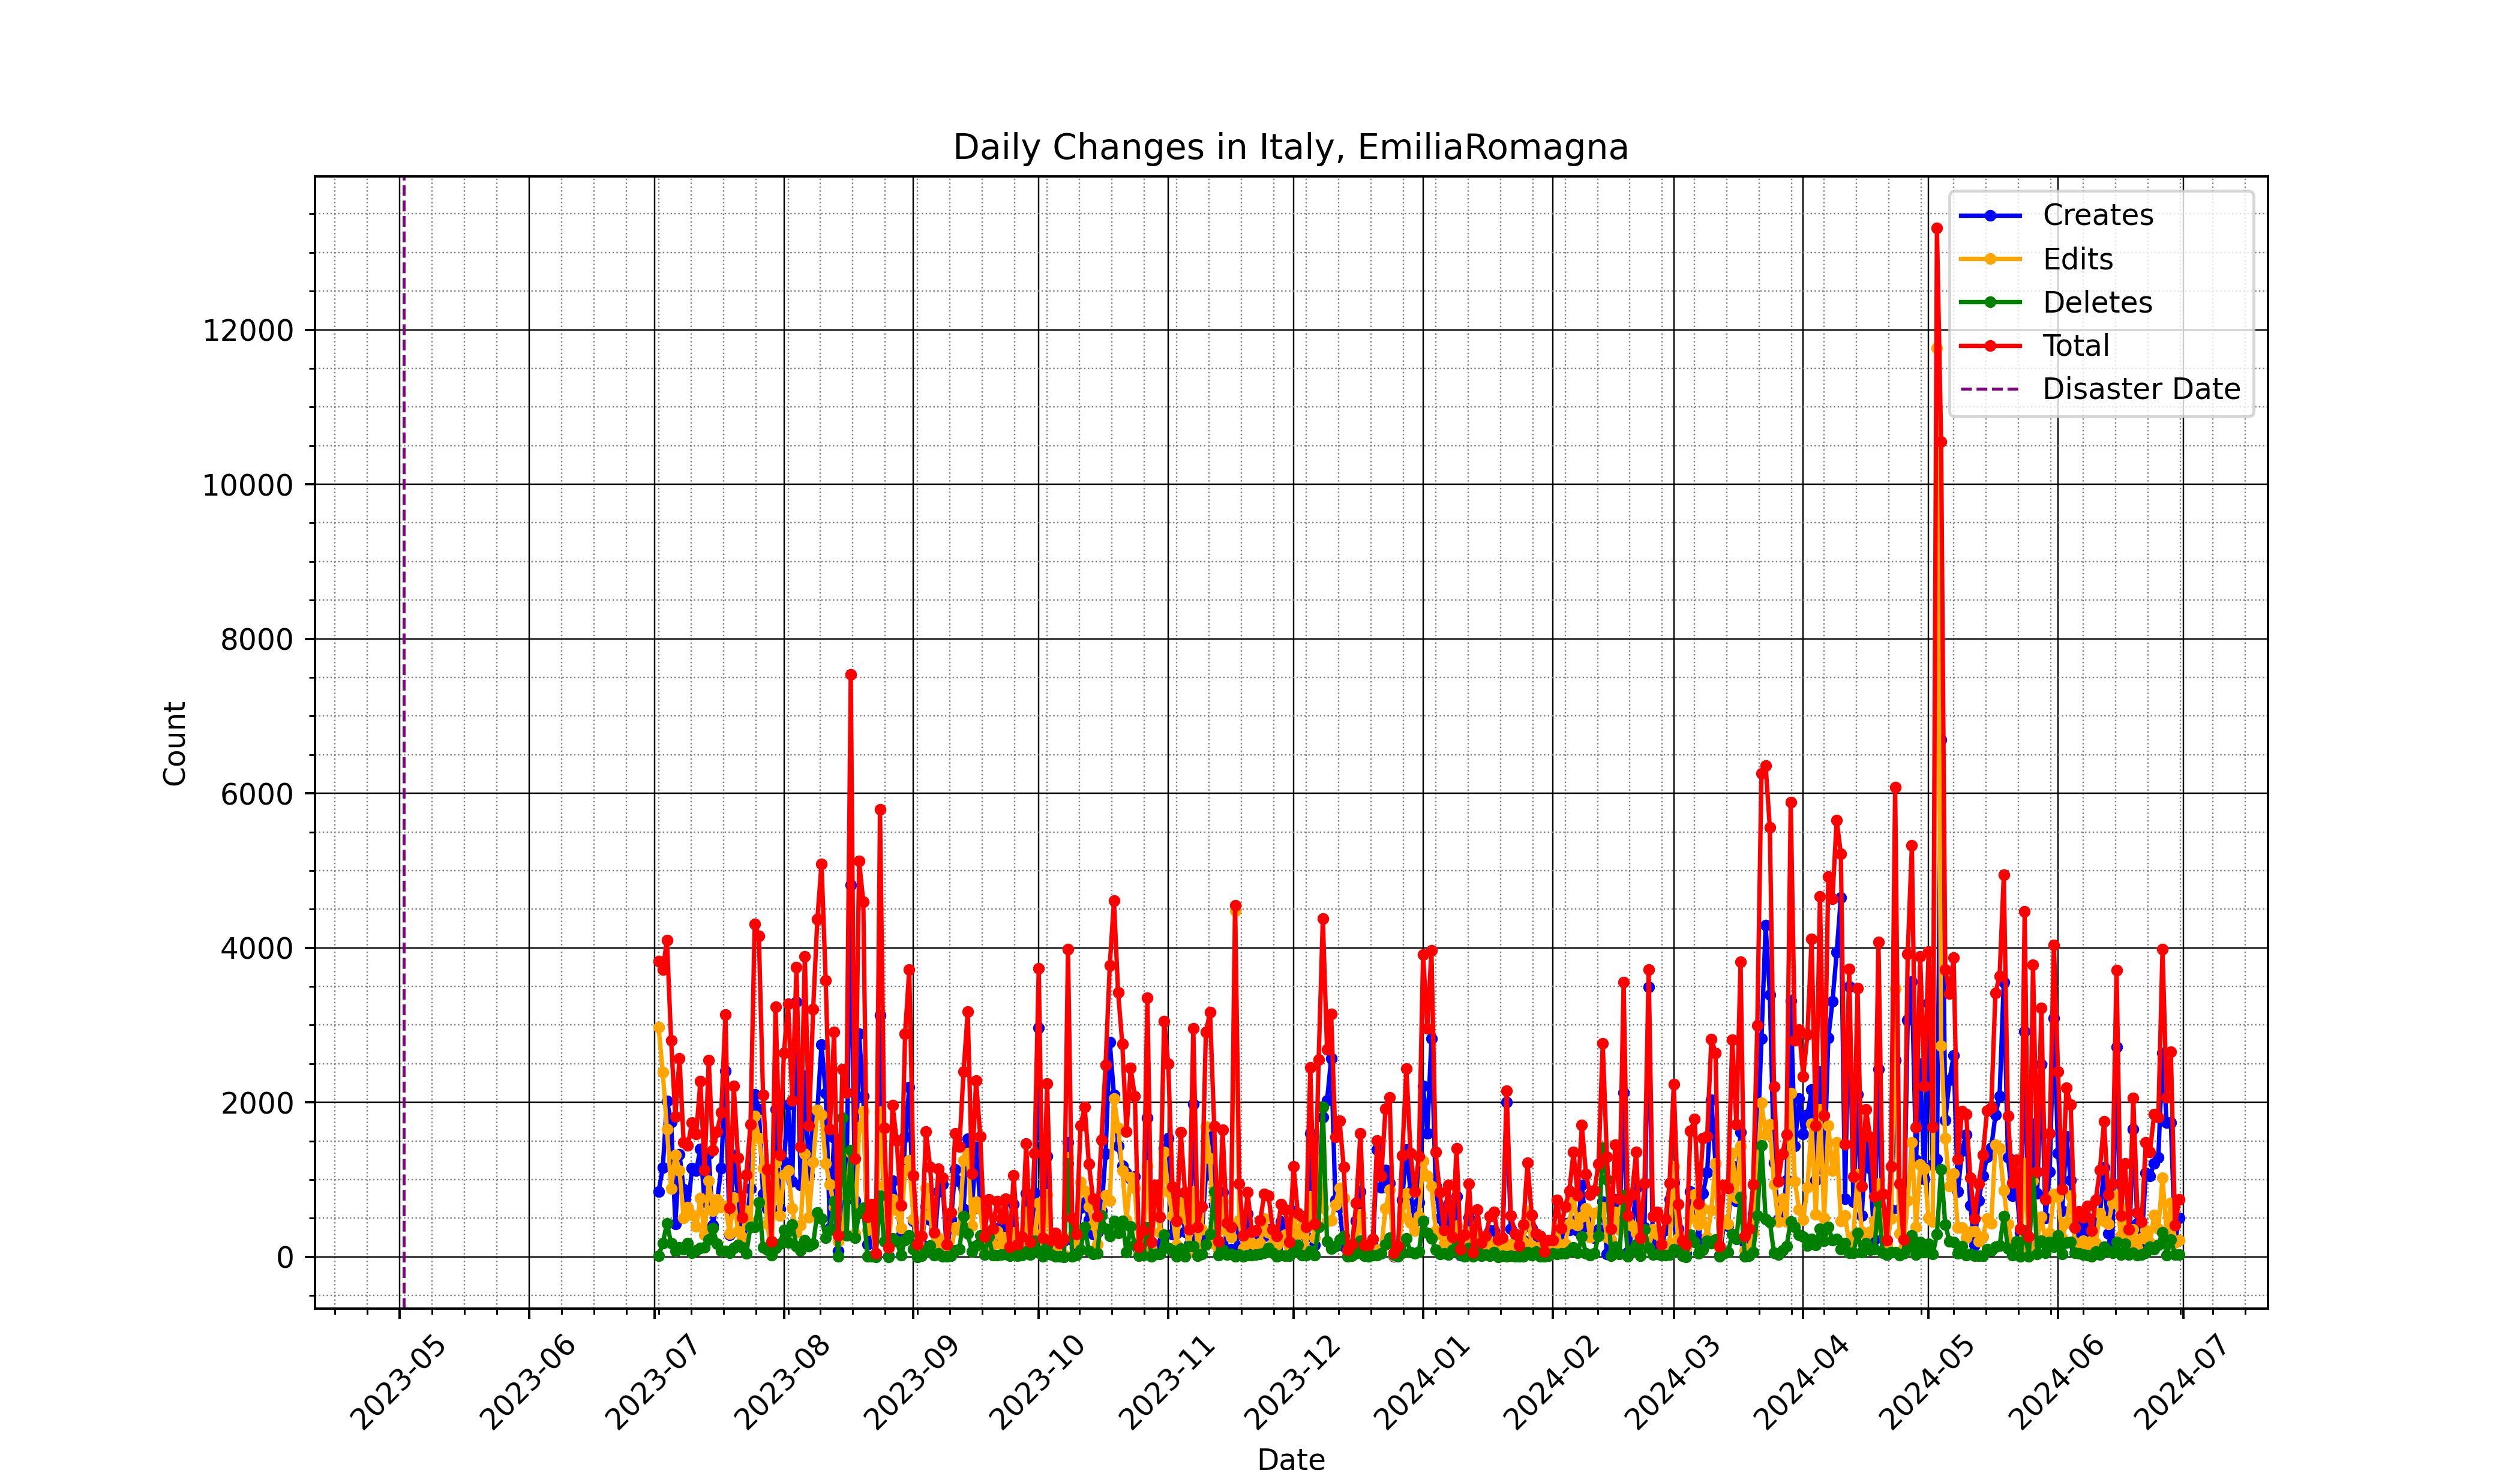 Daily Changes in Italy, EmiliaRomagna
Creates
Edits
Deletes
Total
Disaster Date
12000
10000
8000
6000
4000
2000
0
Count
2023-05
2023-06
2023-07
2023-08
2023-09
2023-10
2023-11
2023-12
2024-01
2024-02
2024-03
2024-04
2024-05
2024-06
2024-07
Date